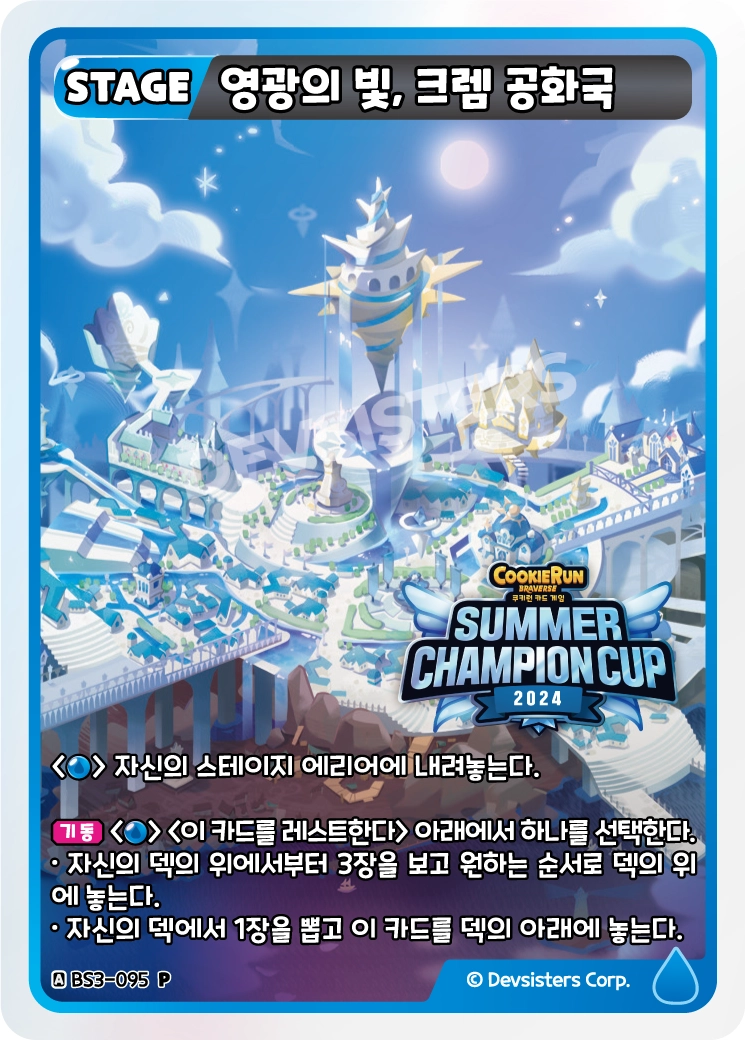 STAGE 영광의 빛, 크렘 공화국
DEVSISTERS
COOKIERUN
BRAVERSE
쿠키런 카드 게임
SUMMER
CHAMPION CUP
2024
< > 자신의 스테이지 에리어에 내려놓는다.
기동 < > <이 카드를 레스트한다> 아래에서 하나를 선택한다.
· 자신의 덱의 위에서부터 3장을 보고 원하는 순서로 덱의 위
에 놓는다.
· 자신의 덱에서 1장을 뽑고 이 카드를 덱의 아래에 놓는다.
A BS3-095 P
© Devsisters Corp.